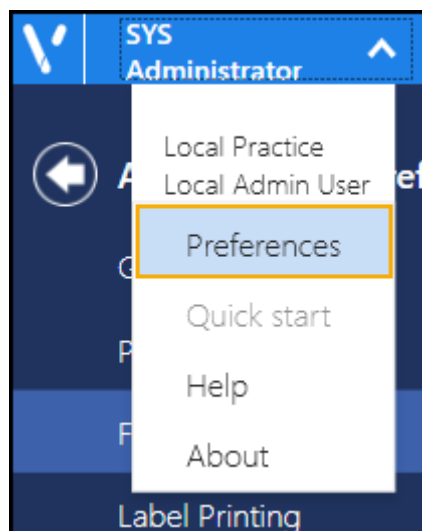 SYS
Administrator
Local Practice
Local Admin User
Preferences
Quick start
Help
About
Label Printing